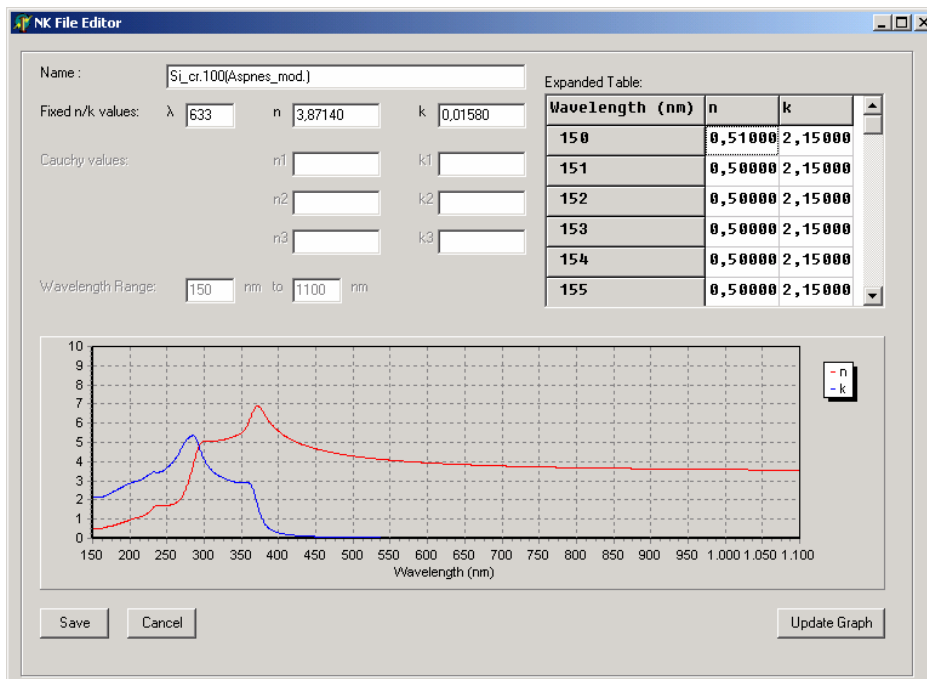 NK File Editor
Name :
Si_cr.100(Aspnes_mod.)
Fixed n/k values:
λ
633
n
3,87140
k
0,01580
Cauchy values:
n1
k1
n2
k2
n3
k3
Wavelength Range:
150
nm
to
1100
nm
Expanded Table:
Wavelength (nm) n k
150 0,51000 2,15000
151 0,50000 2,15000
152 0,50000 2,15000
153 0,50000 2,15000
154 0,50000 2,15000
155 0,50000 2,15000
10
9
8
7
6
5
4
3
2
1
0
150 200 250 300 350 400 450 500 550 600 650 700 750 800 850 900 950 1.000 1.050 1.100
Wavelength (nm)
n
k
Save
Cancel
Update Graph